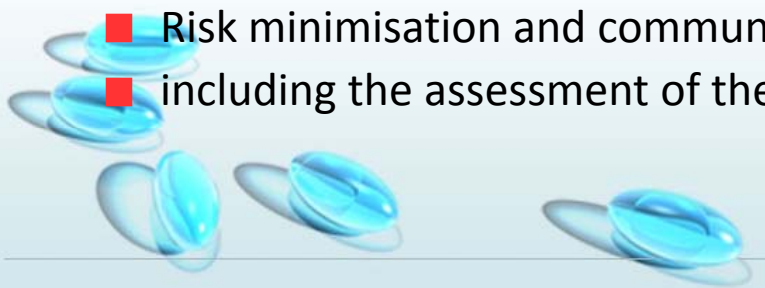 Risk minimisation and commun
including the assessment of the